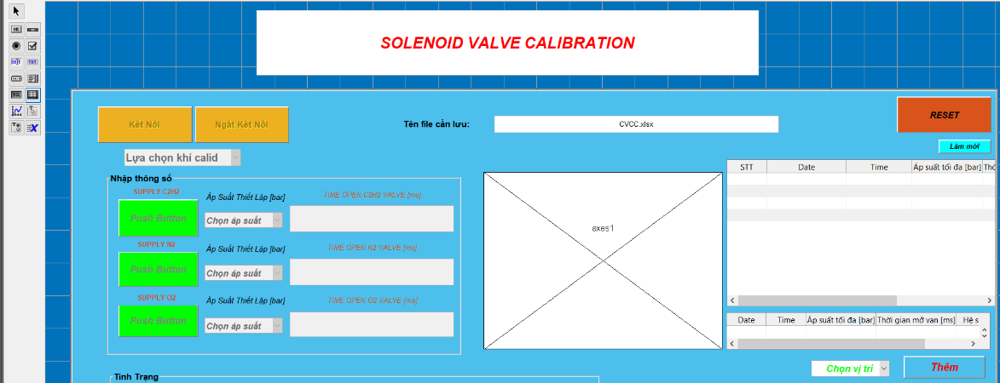 SOLENOID VALVE CALIBRATION
Kết Nối
Ngắt Kết Nối
Tên file cần lưu:
CVCC.xlsx
RESET
Làm mới
Lựa chọn khí calid
Nhập thông số
SUPPLY C2H2
Áp Suất Thiết Lập [bar]
TIME OPEN C2H2 VALVE [ms]
Push Button
Chọn áp suất
SUPPLY N2
Áp Suất Thiết Lập [bar]
TIME OPEN N2 VALVE [ms]
Push Button
Chọn áp suất
SUPPLY O2
Áp Suất Thiết Lập [bar]
TIME OPEN O2 VALVE [ms]
Push Button
Chọn áp suất
axes1
STT Date Time Áp suất tối đa [bar] Thờ
Date Time Áp suất tối đa [bar] Thời gian mở van [ms] Hệ s
Chọn vị trí
Thêm
Tình Trạng